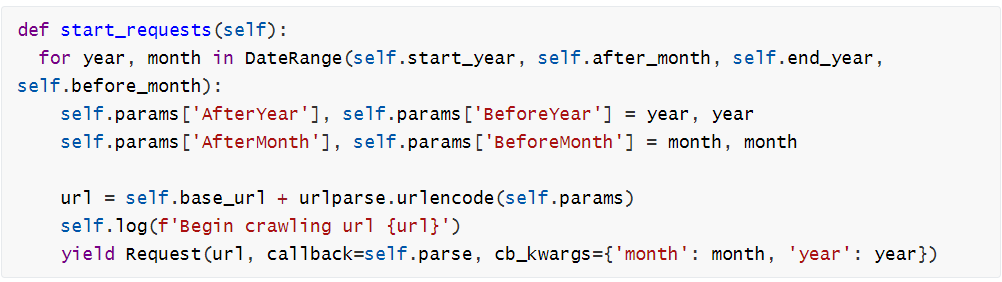 def start_requests(self):
  for year, month in DateRange(self.start_year, self.after_month, self.end_year,
self.before_month):
    self.params['AfterYear'], self.params['BeforeYear'] = year, year
    self.params['AfterMonth'], self.params['BeforeMonth'] = month, month

    url = self.base_url + urlparse.urlencode(self.params)
    self.log(f'Begin crawling url {url}')
    yield Request(url, callback=self.parse, cb_kwargs={'month': month, 'year': year})